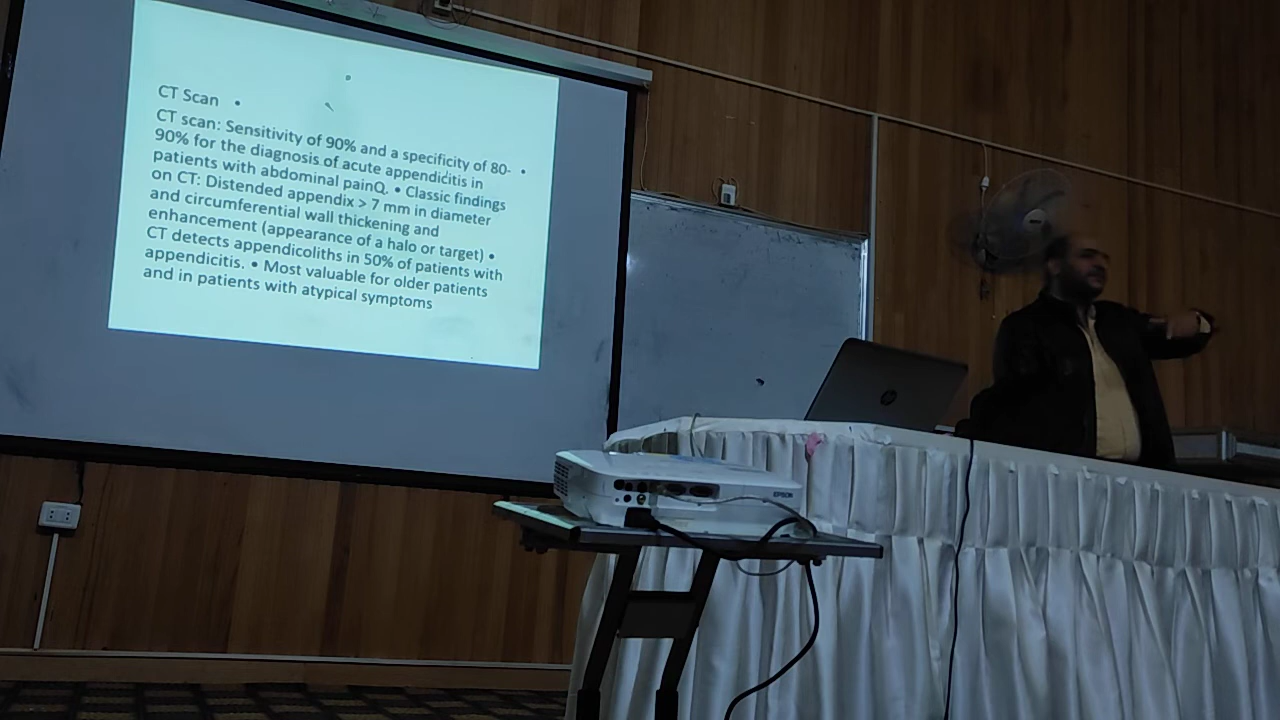 CT Scan •
CT scan: Sensitivity of 90% and a specificity of 80- •
90% for the diagnosis of acute appendicitis in
patients with abdominal painQ. • Classic findings
on CT: Distended appendix > 7 mm in diameter
and circumferential wall thickening and
enhancement (appearance of a halo or target) •
CT detects appendicoliths in 50% of patients with
appendicitis. • Most valuable for older patients
and in patients with atypical symptoms
hp
EPSON